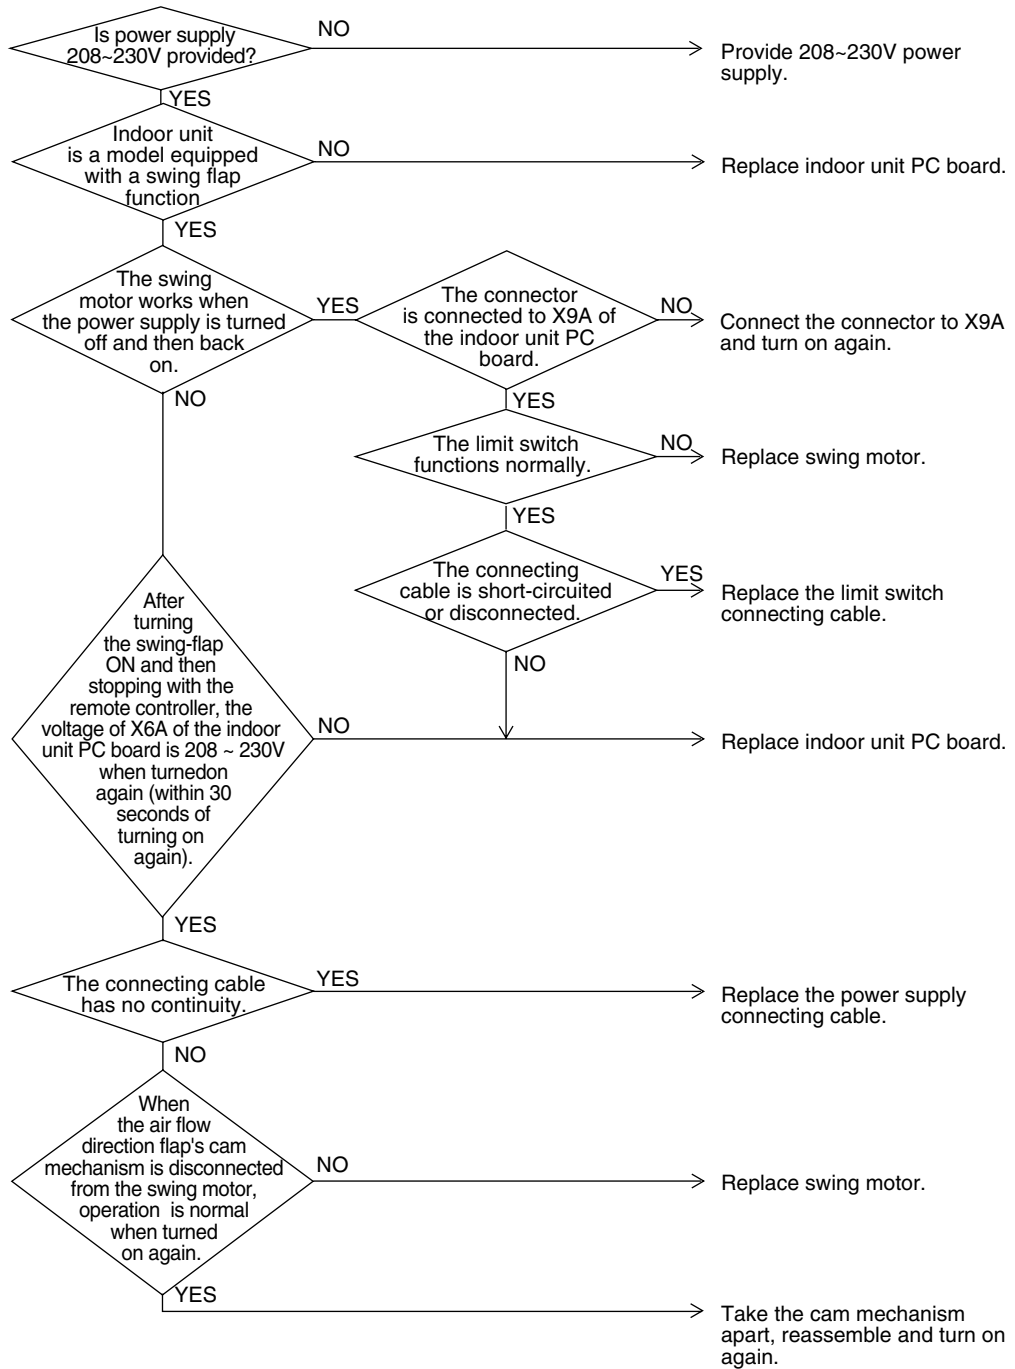 Is power supply
208~230V provided?
NO
Provide 208~230V power
supply.
YES
Indoor unit
is a model equipped
with a swing flap
function
NO
Replace indoor unit PC board.
YES
The swing
motor works when
the power supply is turned
off and then back
on.
YES
The connector
is connected to X9A of
the indoor unit PC
board.
NO
Connect the connector to X9A
and turn on again.
NO
YES
The limit switch
functions normally.
NO
Replace swing motor.
YES
The connecting
cable is short-circuited
or disconnected.
YES
Replace the limit switch
connecting cable.
NO
After
turning
the swing-flap
ON and then
stopping with the
remote controller, the
voltage of X6A of the indoor
unit PC board is 208 ~ 230V
when turnedon
again (within 30
seconds of
turning on
again).
NO
Replace indoor unit PC board.
YES
The connecting cable
has no continuity.
YES
Replace the power supply
connecting cable.
NO
When
the air flow
direction flap's cam
mechanism is disconnected
from the swing motor,
operation is normal
when turned
on again.
NO
Replace swing motor.
YES
Take the cam mechanism
apart, reassemble and turn on
again.